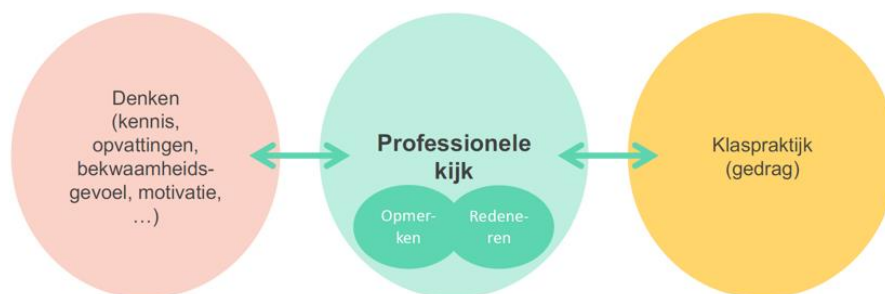 Denken
(kennis,
opvattingen,
bekwaamheids-
gevoel, motivatie,
...)
Professionele
kijk
Opmer-
ken
Redene-
ren
Klaspraktijk
(gedrag)